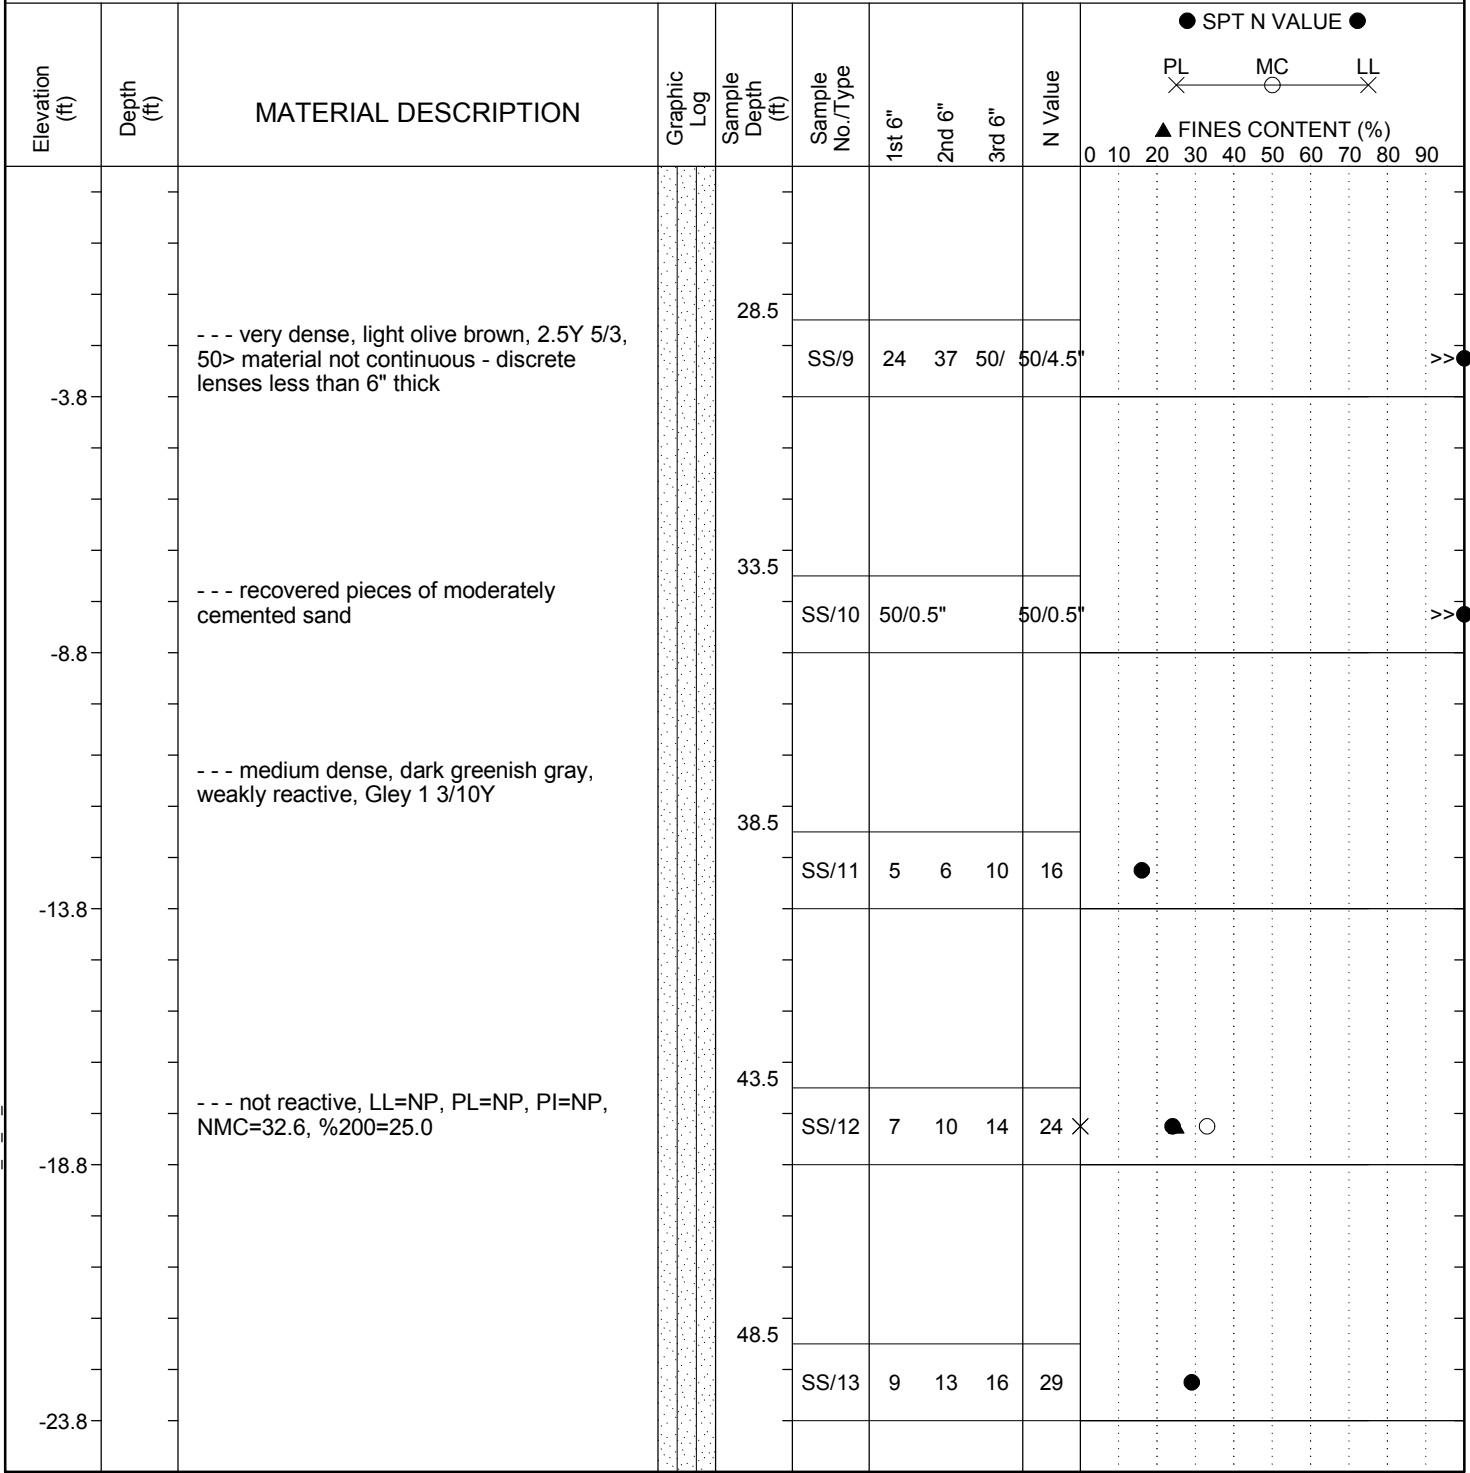 Elevation (ft)
Depth (ft)
MATERIAL DESCRIPTION
Graphic Log
Sample Depth (ft)
Sample No./Type
1st 6"
2nd 6"
3rd 6"
N Value
● SPT N VALUE ●
PL MC LL
▲ FINES CONTENT (%)
0 10 20 30 40 50 60 70 80 90
28.5
- - - very dense, light olive brown, 2.5Y 5/3,
50> material not continuous - discrete
lenses less than 6" thick
SS/9 24 37 50/ 50/4.5" >>
-3.8
33.5
- - - recovered pieces of moderately
cemented sand
SS/10 50/0.5" 50/0.5" >>
-8.8
- - - medium dense, dark greenish gray,
weakly reactive, Gley 1 3/10Y
38.5
SS/11 5 6 10 16
-13.8
43.5
- - - not reactive, LL=NP, PL=NP, PI=NP,
NMC=32.6, %200=25.0
SS/12 7 10 14 24
-18.8
48.5
SS/13 9 13 16 29
-23.8